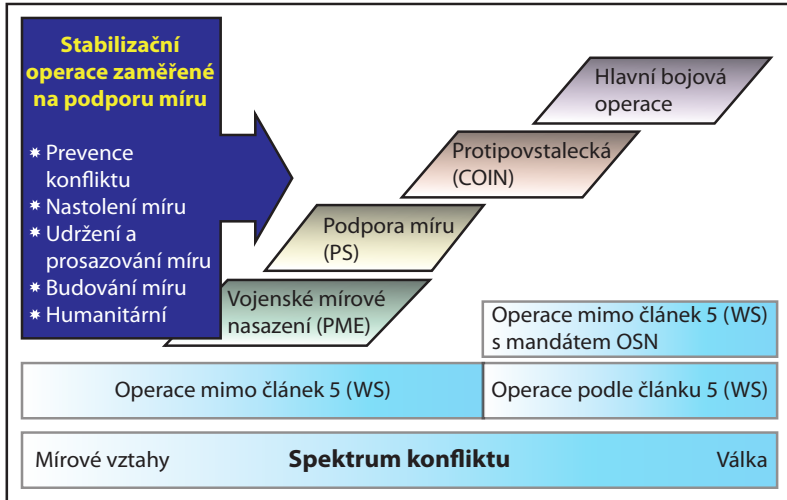 Stabilizační
operace zaměřené
na podporu míru
* Prevence
konfliktu
* Nastolení míru
* Udržení a
prosazování míru
* Budování míru
* Humanitární
Hlavní bojová
operace
Protipovstalecká
(COIN)
Podpora míru
(PS)
Vojenské mírové
nasazení (PME)
Operace mimo článek 5 (WS)
s mandátem OSN
Operace mimo článek 5 (WS)
Operace podle článku 5 (WS)
Mírové vztahy
Spektrum konfliktu
Válka